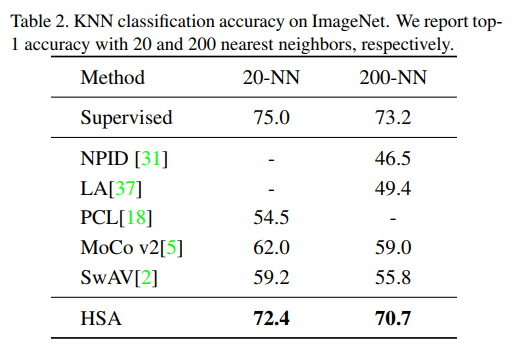 Table 2. KNN classification accuracy on ImageNet. We report top-
1 accuracy with 20 and 200 nearest neighbors, respectively.
Method 20-NN 200-NN
Supervised 75.0 73.2
NPID [31] - 46.5
LA[37] - 49.4
PCL[18] 54.5 -
MoCo v2[5] 62.0 59.0
SwAV[2] 59.2 55.8
HSA 72.4 70.7